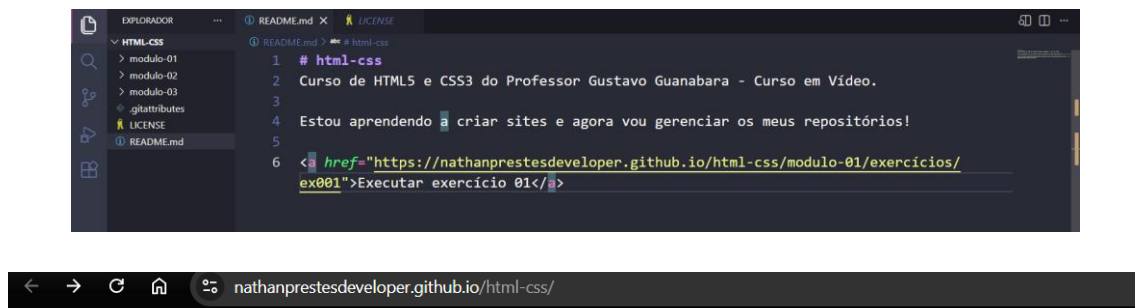 EXPLORADOR ...
README.md LICENSE
HTML-CSS
README.md > # html-css
modulo-01
modulo-02
modulo-03
.gitattributes
LICENSE
README.md
1 # html-css
2 Curso de HTML5 e CSS3 do Professor Gustavo Guanabara - Curso em Vídeo.
3
4 Estou aprendendo a criar sites e agora vou gerenciar os meus repositórios!
5
6 <a href="https://nathanprestesdeveloper.github.io/html-css/modulo-01/exercícios/
ex001">Executar exercício 01</a>
nathanprestesdeveloper.github.io/html-css/